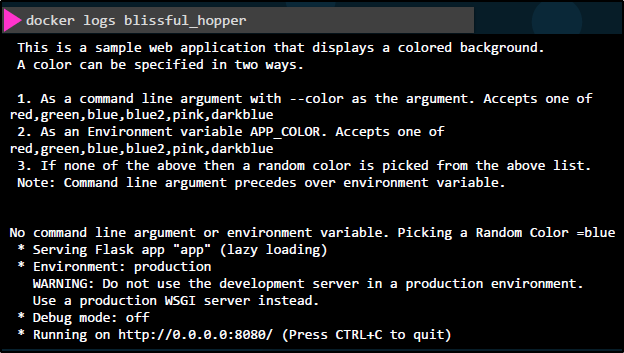 docker logs blissful_hopper
This is a sample web application that displays a colored background.
A color can be specified in two ways.
1. As a command line argument with --color as the argument. Accepts one of
red,green,blue,blue2,pink,darkblue
2. As an Environment variable APP_COLOR. Accepts one of
red,green,blue,blue2,pink,darkblue
3. If none of the above then a random color is picked from the above list.
Note: Command line argument precedes over environment variable.
No command line argument or environment variable. Picking a Random Color =blue
* Serving Flask app "app" (lazy loading)
* Environment: production
WARNING: Do not use the development server in a production environment.
Use a production WSGI server instead.
* Debug mode: off
* Running on http://0.0.0.0:8080/ (Press CTRL+C to quit)